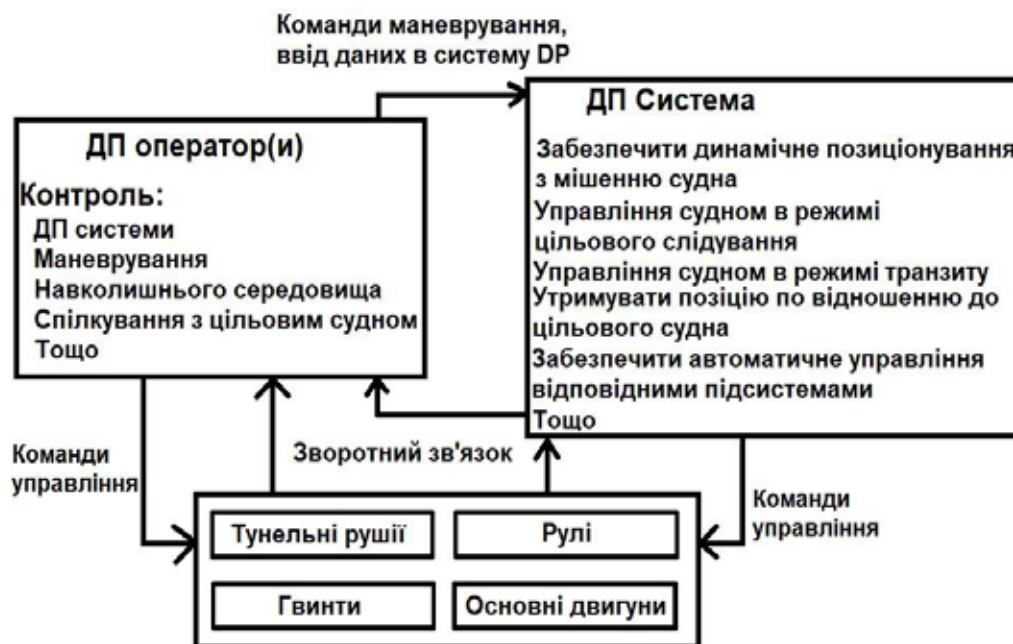 Команди маневрування,
ввід даних в систему DP
ДП оператор(и)
Контроль:
ДП системи
Маневрування
Навколишнього середовища
Спілкування з цільовим судном
Тощо
ДП Система
Забезпечити динамічне позиціонування
з мішенню судна
Управління судном в режимі
цільового слідування
Управління судном в режимі транзиту
Утримувати позіцію по відношенню до
цільового судна
Забезпечити автоматичне управління
відповідними підсистемами
Тощо
Команди
управління
Зворотний зв'язок
Команди
управління
Тунельні рушії
Рулі
Гвинти
Основні двигуни